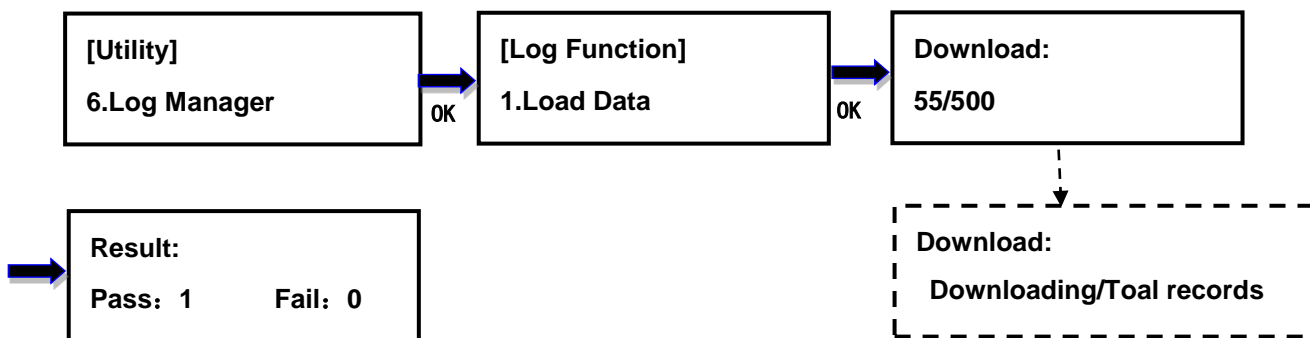 [Utility]
6.Log Manager
OK
[Log Function]
1.Load Data
OK
Download:
55/500
Result:
Pass：1 Fail：0
Download:
Downloading/Toal records